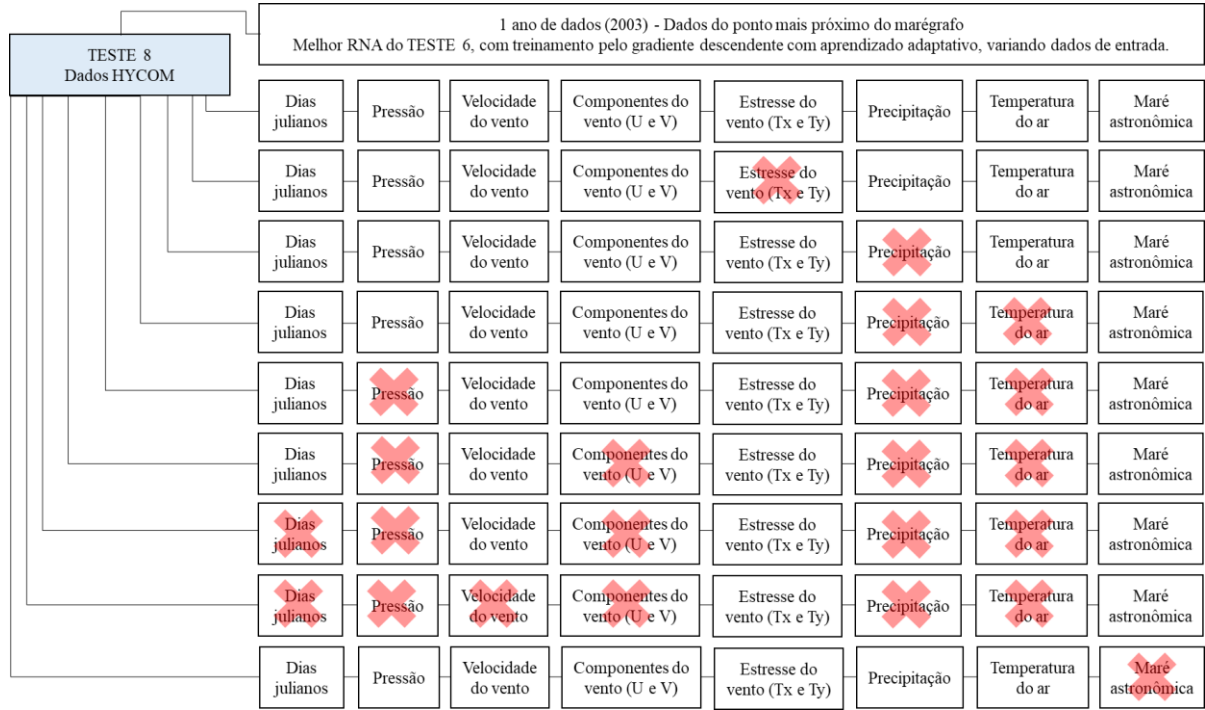 1 ano de dados (2003) - Dados do ponto mais próximo do marégrafo
Melhor RNA do TESTE 6, com treinamento pelo gradiente descendente com aprendizado adaptativo, variando dados de entrada.
TESTE 8
Dados HYCOM
Dias julianos Pressão Velocidade do vento Componentes do vento (U e V) Estresse do vento (Tx e Ty) Precipitação Temperatura do ar Maré astronômica
Dias julianos Pressão Velocidade do vento Componentes do vento (U e V) Estresse do vento (Tx e Ty) Precipitação Temperatura do ar Maré astronômica
Dias julianos Pressão Velocidade do vento Componentes do vento (U e V) Estresse do vento (Tx e Ty) Precipitação Temperatura do ar Maré astronômica
Dias julianos Pressão Velocidade do vento Componentes do vento (U e V) Estresse do vento (Tx e Ty) Precipitação Temperatura do ar Maré astronômica
Dias julianos Pressão Velocidade do vento Componentes do vento (U e V) Estresse do vento (Tx e Ty) Precipitação Temperatura do ar Maré astronômica
Dias julianos Pressão Velocidade do vento Componentes do vento (U e V) Estresse do vento (Tx e Ty) Precipitação Temperatura do ar Maré astronômica
Dias julianos Pressão Velocidade do vento Componentes do vento (U e V) Estresse do vento (Tx e Ty) Precipitação Temperatura do ar Maré astronômica
Dias julianos Pressão Velocidade do vento Componentes do vento (U e V) Estresse do vento (Tx e Ty) Precipitação Temperatura do ar Maré astronômica
Dias julianos Pressão Velocidade do vento Componentes do vento (U e V) Estresse do vento (Tx e Ty) Precipitação Temperatura do ar Maré astronômica